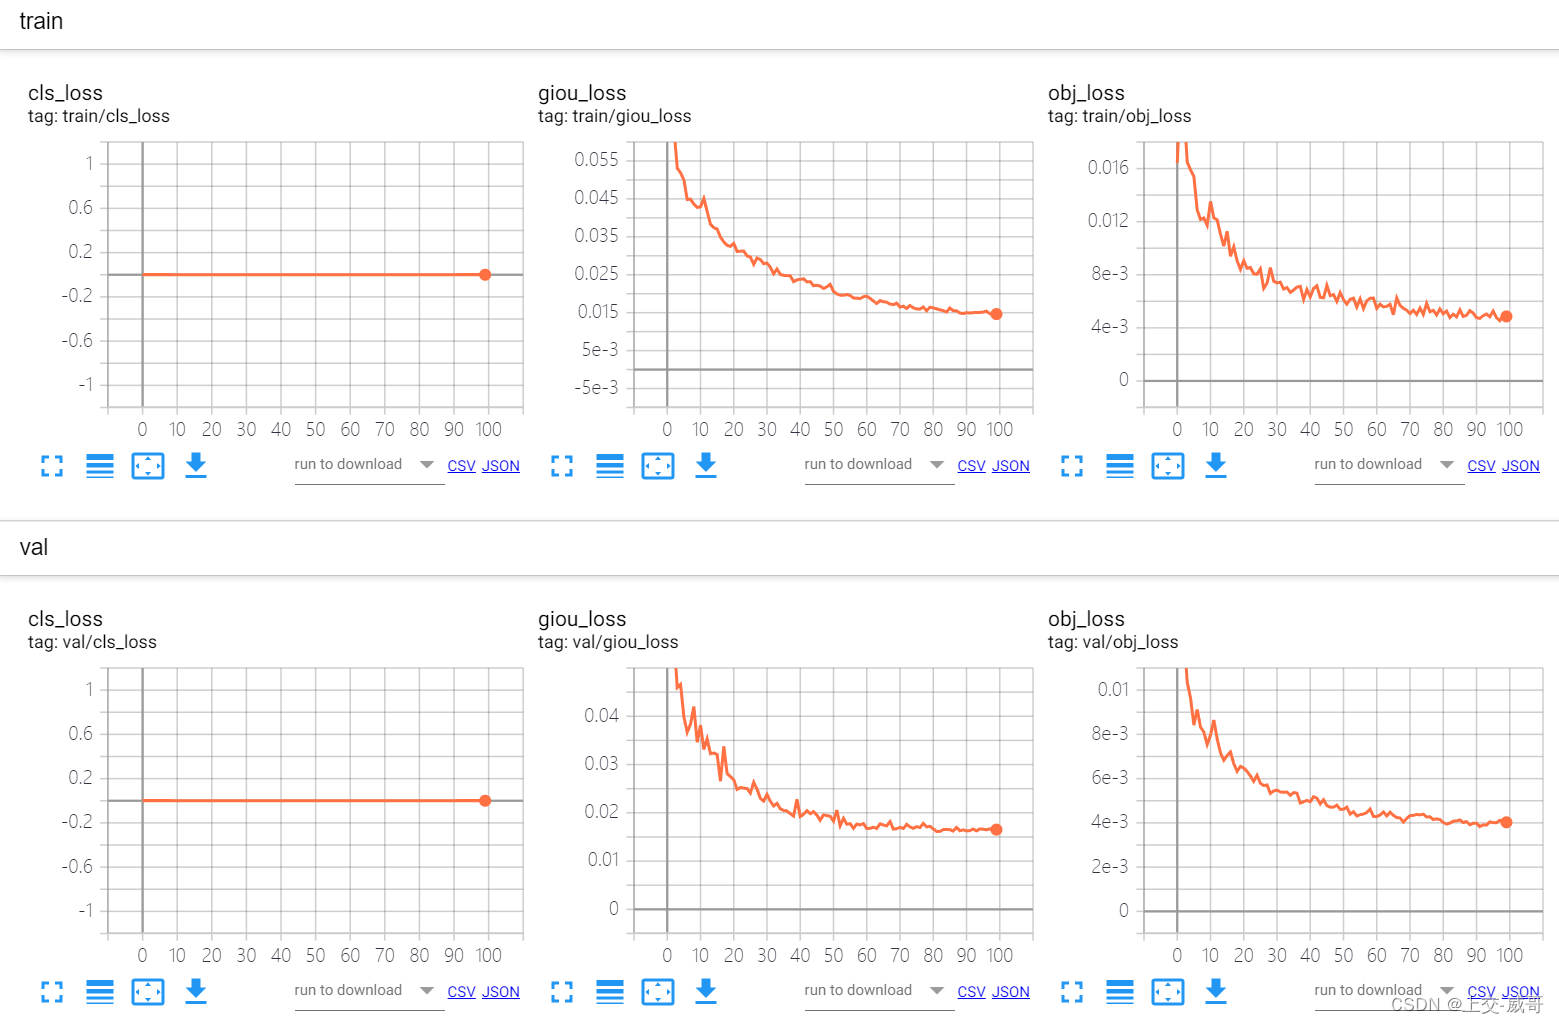 train
cls_loss
tag: train/cls_loss
1
0.6
0.2
-0.2
-0.6
-1
0 10 20 30 40 50 60 70 80 90 100
run to download CSV JSON
giou_loss
tag: train/giou_loss
0.055
0.045
0.035
0.025
0.015
5e-3
-5e-3
0 10 20 30 40 50 60 70 80 90 100
run to download CSV JSON
obj_loss
tag: train/obj_loss
0.016
0.012
8e-3
4e-3
0
0 10 20 30 40 50 60 70 80 90 100
run to download CSV JSON
val
cls_loss
tag: val/cls_loss
1
0.6
0.2
-0.2
-0.6
-1
0 10 20 30 40 50 60 70 80 90 100
run to download CSV JSON
giou_loss
tag: val/giou_loss
0.04
0.03
0.02
0.01
0
0 10 20 30 40 50 60 70 80 90 100
run to download CSV JSON
obj_loss
tag: val/obj_loss
0.01
8e-3
6e-3
4e-3
2e-3
0
0 10 20 30 40 50 60 70 80 90 100
run to download CSV JSON
CSDN @上交-威哥